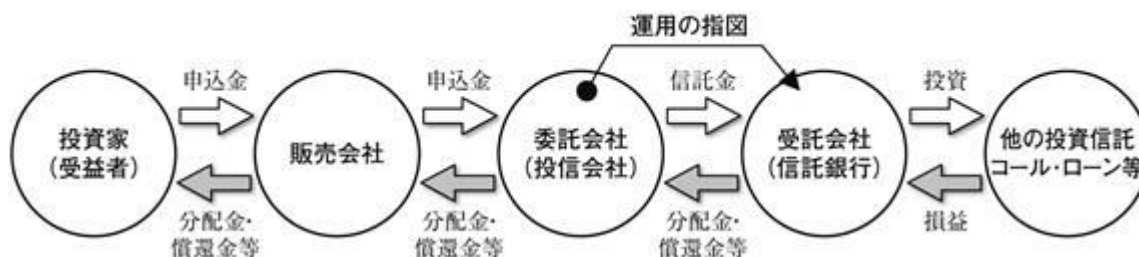 運用の指図
申込金
申込金
信託金
投資
投資家
(受益者)
販売会社
委託会社
(投信会社)
受託会社
(信託銀行)
他の投資信託
コール・ローン等
分配金・
償還金等
分配金・
償還金等
分配金・
償還金等
損益